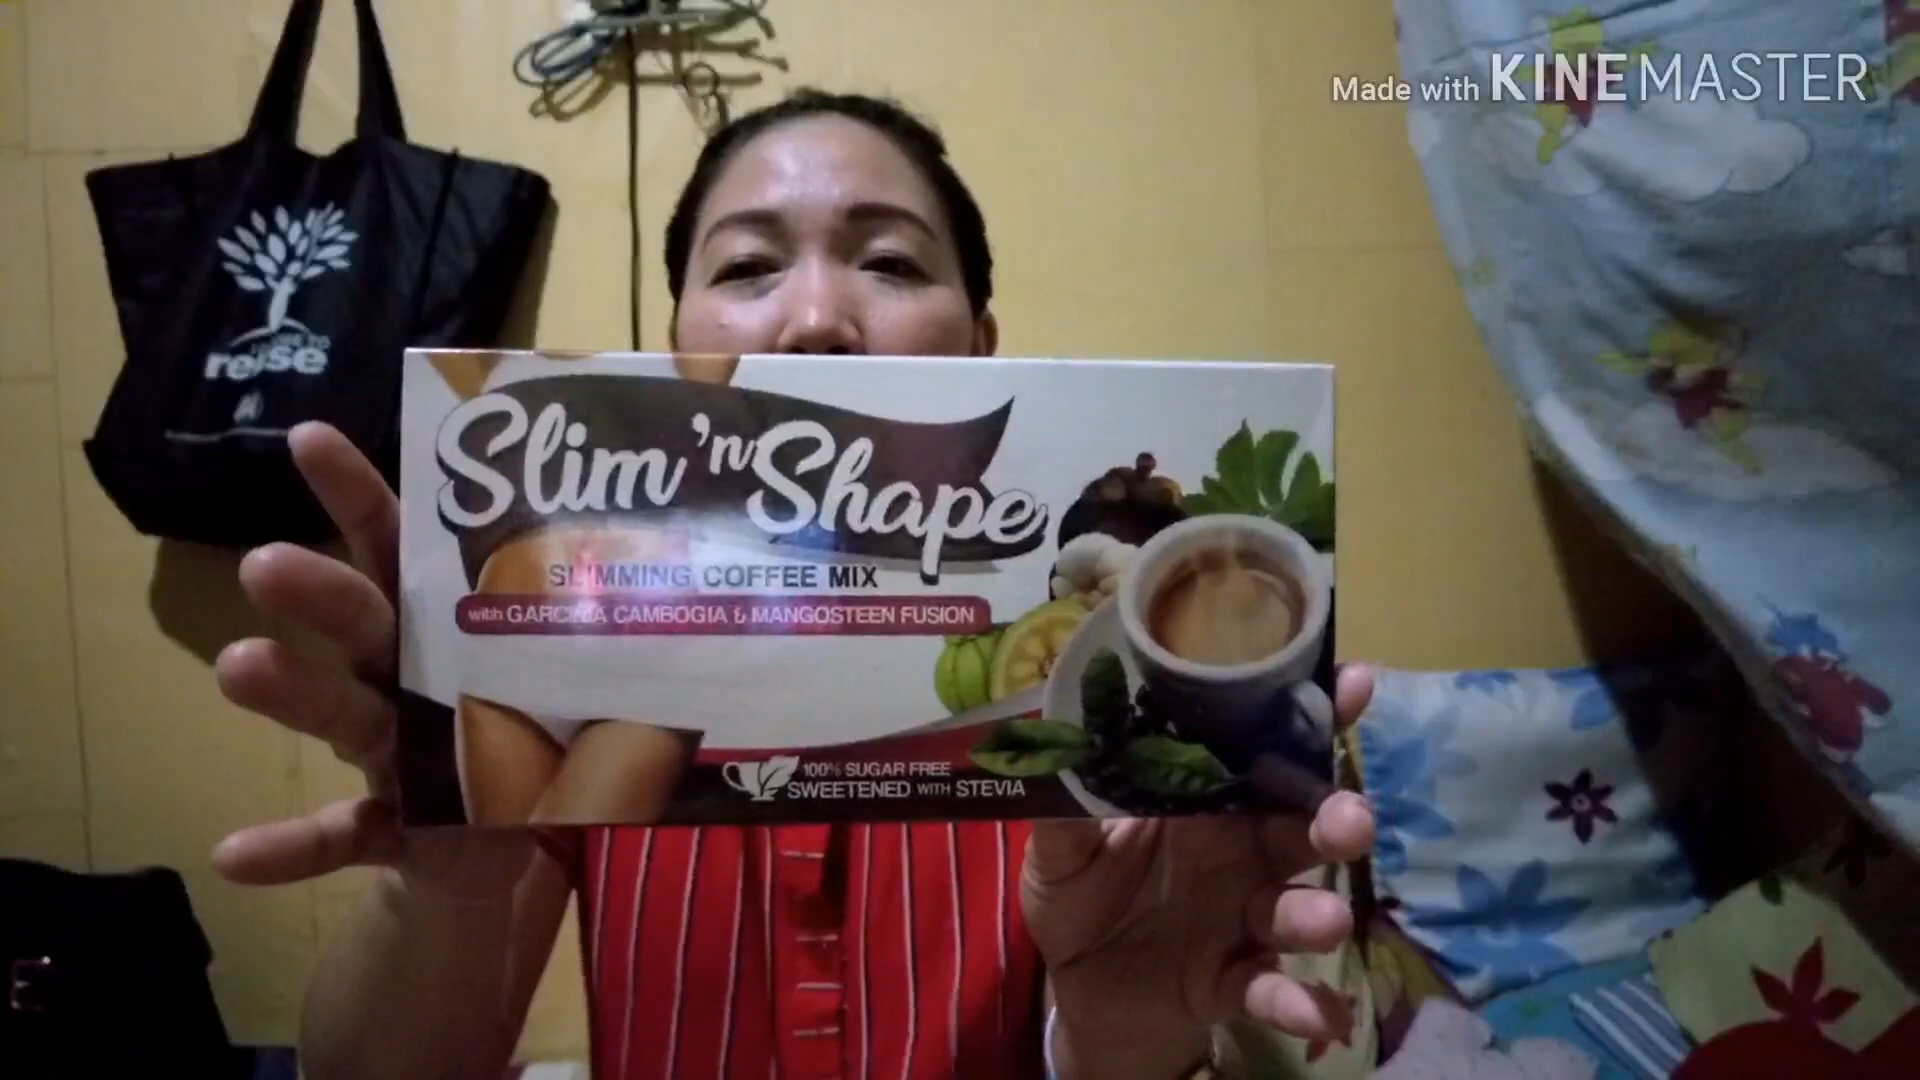 Made with KINEMASTER
reuse
Slim 'n Shape
SLIMMING COFFEE MIX
with GARCINIA CAMBOGIA & MANGOSTEEN FUSION
100% SUGAR FREE
SWEETENED WITH STEVIA